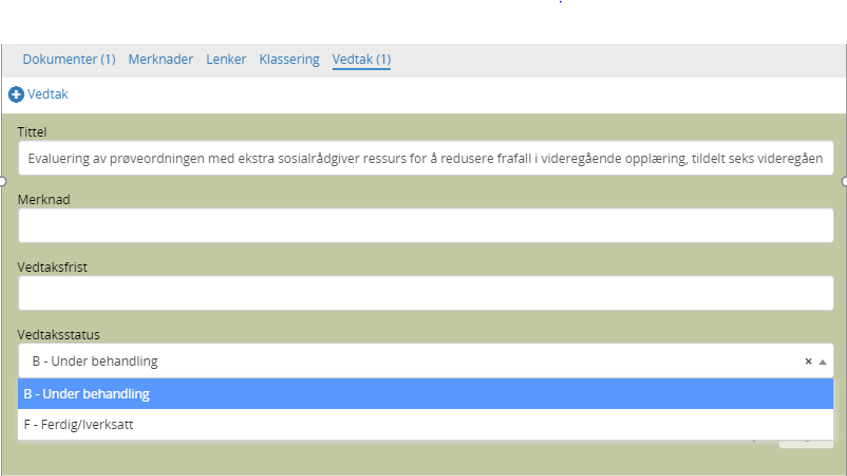 Dokumenter (1) Merknader Lenker Klassering Vedtak (1)
Vedtak
Tittel
Evaluering av prøveordningen med ekstra sosialrådgiver ressurs for å redusere frafall i videregående opplæring, tildelt seks videregåen
Merknad
Vedtaksfrist
Vedtaksstatus
B - Under behandling
B - Under behandling
F - Ferdig/Iverksatt